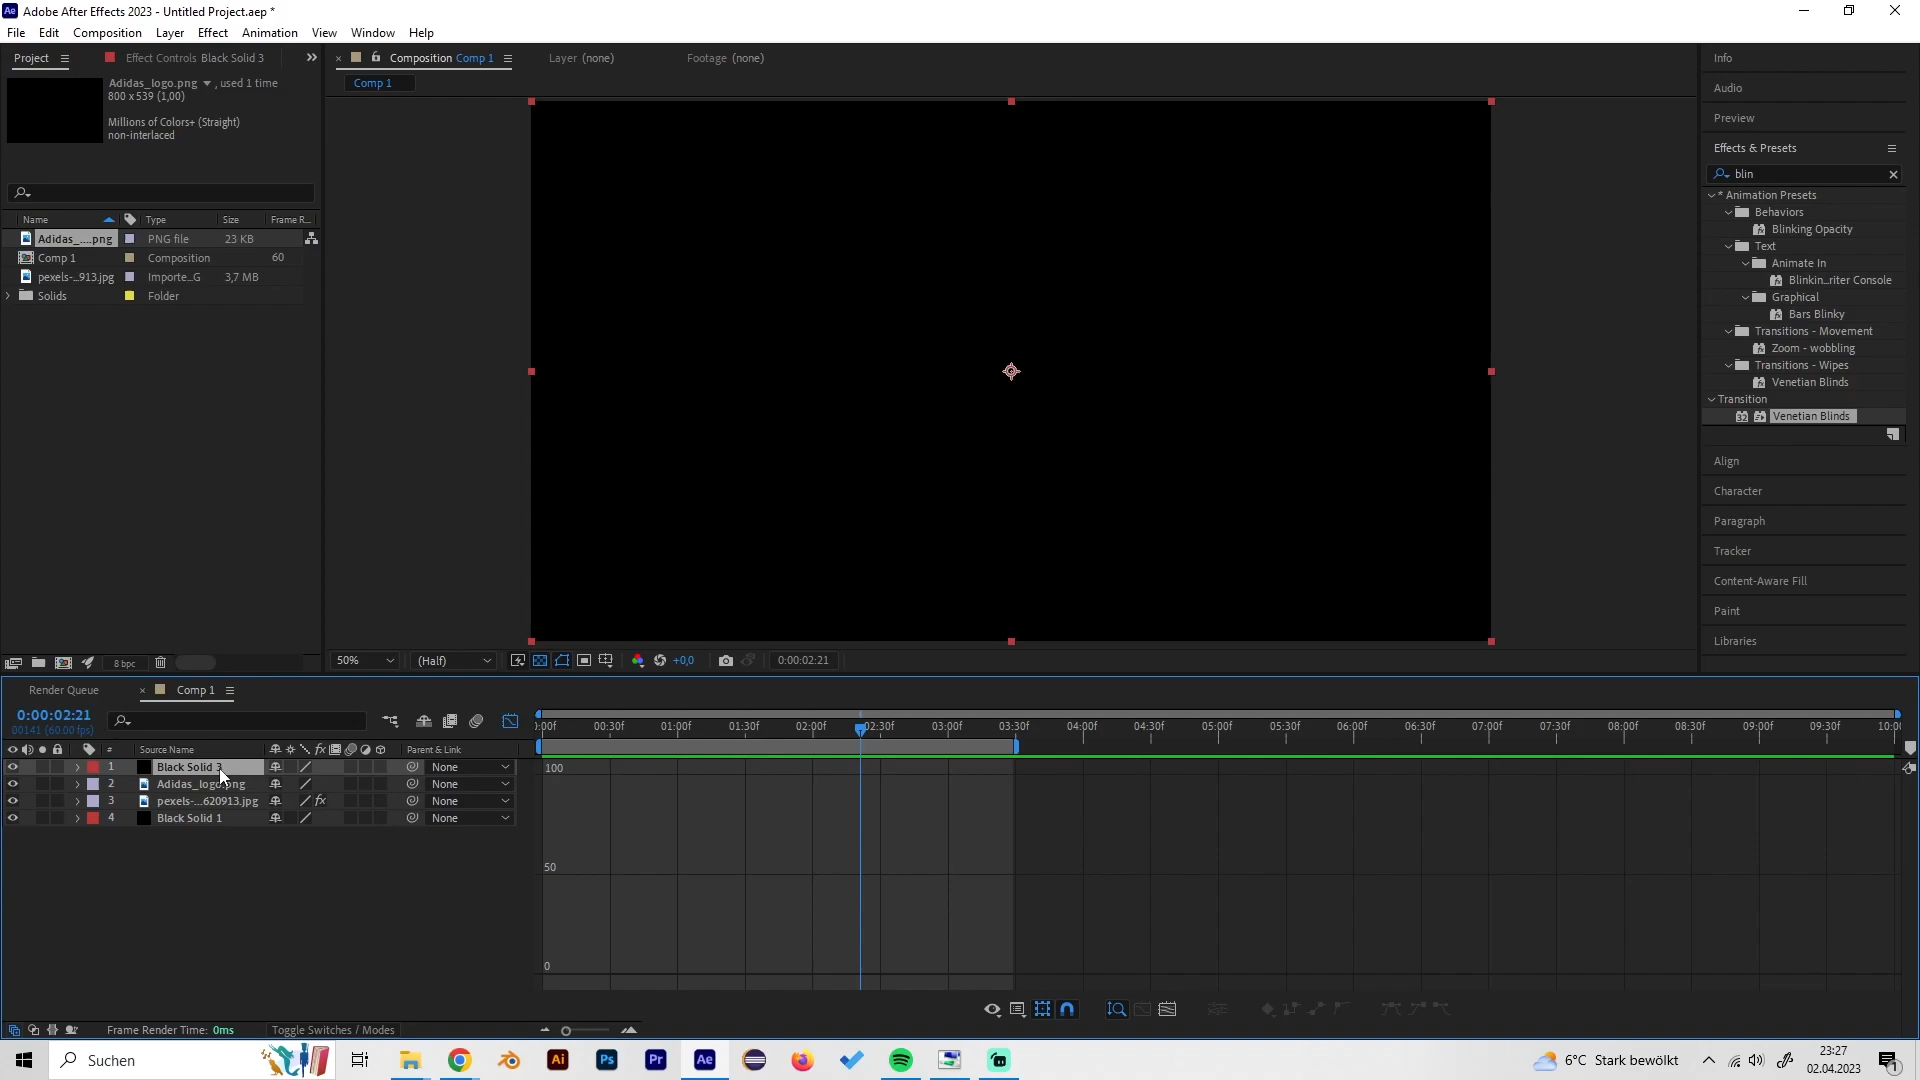 Adobe After Effects 2023 - Untitled Project.aep *
File Edit Composition Layer Effect Animation View Window Help
Project Effect Controls Black Solid 3 Composition Comp 1 Layer (none) Footage (none)
Comp 1
Adidas_logo.png , used 1 time
800 x 539 (1,00)
Millions of Colors+ (Straight)
non-interlaced
Name Type Size Frame R...
Adidas_....png PNG file 23 KB
Comp 1 Composition 60
pexels-...913.jpg Importe...G 3,7 MB
Solids Folder
8 bpc
50% (Half) +0,0 0:00:02:21
Info
Audio
Preview
Effects & Presets
blin
* Animation Presets
Behaviors
Blinking Opacity
Text
Animate In
Blinkin...riter Console
Graphical
Bars Blinky
Transitions - Movement
Zoom - wobbling
Transitions - Wipes
Venetian Blinds
Transition
32 Venetian Blinds
Align
Character
Paragraph
Tracker
Content-Aware Fill
Paint
Libraries
Render Queue Comp 1
0:00:02:21
00141 (60.00 fps)
:00f 00:30f 01:00f 01:30f 02:00f 02:30f 03:00f 03:30f 04:00f 04:30f 05:00f 05:30f 06:00f 06:30f 07:00f 07:30f 08:00f 08:30f 09:00f 09:30f 10:0
# Source Name fx Parent & Link
1 Black Solid 3 None
2 Adidas_logo.png None
3 pexels-...620913.jpg fx None
4 Black Solid 1 None
100
50
0
Frame Render Time: 0ms Toggle Switches / Modes
Suchen
Ai Ps Pr Ae
6°C Stark bewölkt
23:27
02.04.2023
1